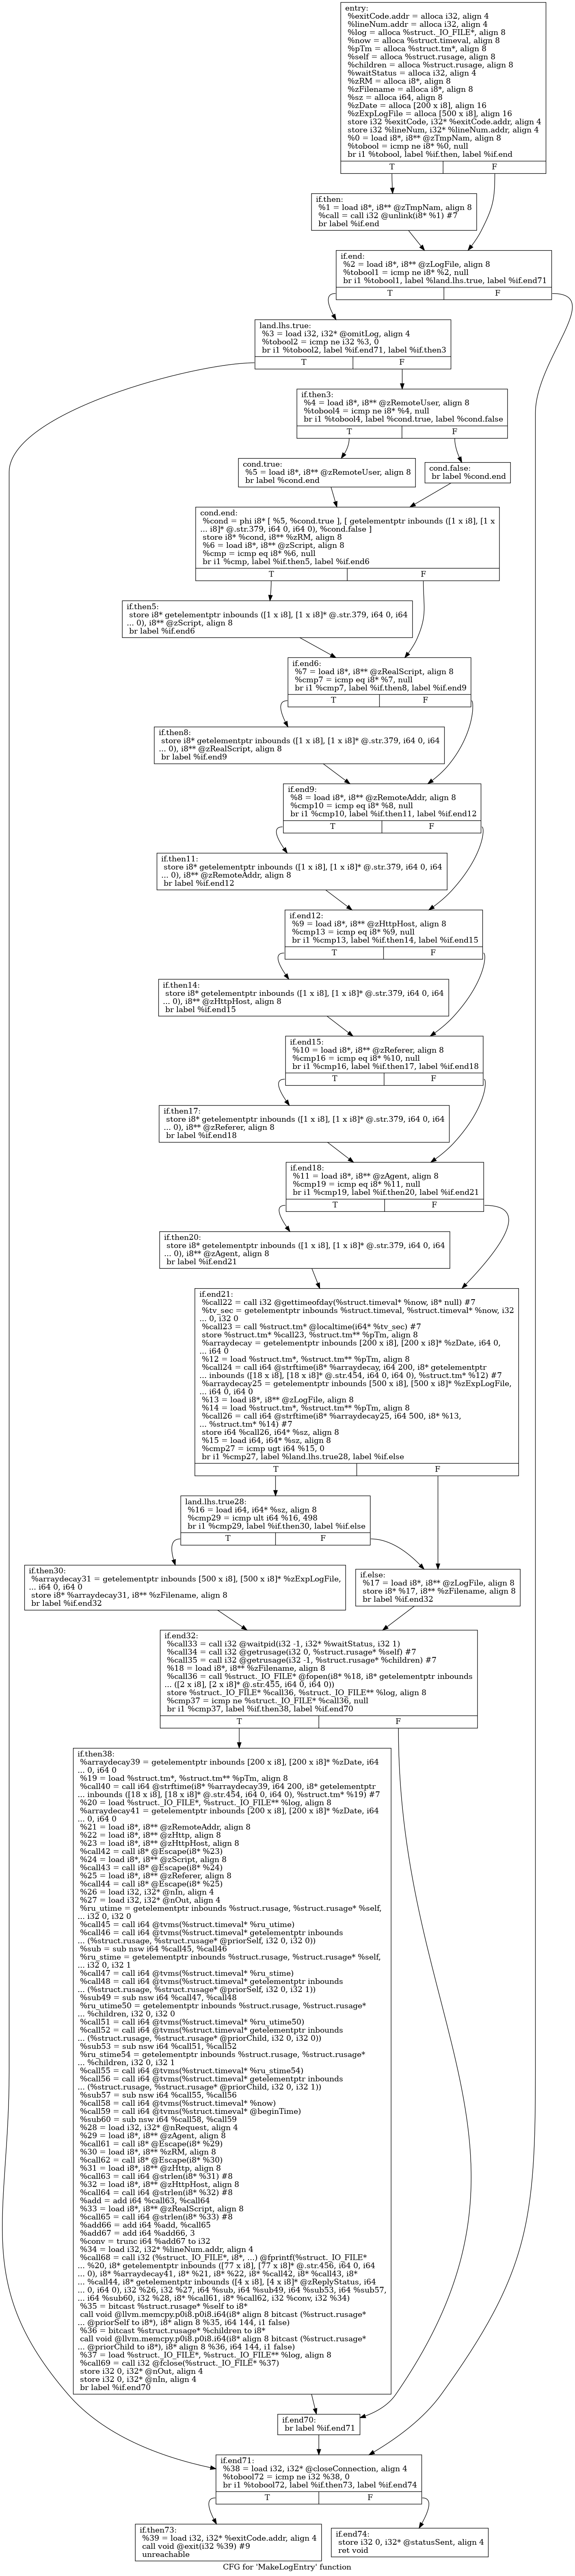 entry:
%exitCode.addr = alloca i32, align 4
%lineNum.addr = alloca i32, align 4
%log = alloca %struct._IO_FILE*, align 8
%now = alloca %struct.timeval, align 8
%pTm = alloca %struct.tm*, align 8
%self = alloca %struct.rusage, align 8
%children = alloca %struct.rusage, align 8
%waitStatus = alloca i32, align 4
%zRM = alloca i8*, align 8
%zFilename = alloca i8*, align 8
%sz = alloca i64, align 8
%zDate = alloca [200 x i8], align 16
%zExpLogFile = alloca [500 x i8], align 16
store i32 %exitCode, i32* %exitCode.addr, align 4
store i32 %lineNum, i32* %lineNum.addr, align 4
%0 = load i8*, i8** @zTmpNam, align 8
%tobool = icmp ne i8* %0, null
br i1 %tobool, label %if.then, label %if.end
T F
if.then:
%1 = load i8*, i8** @zTmpNam, align 8
%call = call i32 @unlink(i8* %1) #7
br label %if.end
if.end:
%2 = load i8*, i8** @zLogFile, align 8
%tobool1 = icmp ne i8* %2, null
br i1 %tobool1, label %land.lhs.true, label %if.end71
T F
land.lhs.true:
%3 = load i32, i32* @omitLog, align 4
%tobool2 = icmp ne i32 %3, 0
br i1 %tobool2, label %if.end71, label %if.then3
T F
if.then3:
%4 = load i8*, i8** @zRemoteUser, align 8
%tobool4 = icmp ne i8* %4, null
br i1 %tobool4, label %cond.true, label %cond.false
T F
cond.true:
%5 = load i8*, i8** @zRemoteUser, align 8
br label %cond.end
cond.false:
br label %cond.end
cond.end:
%cond = phi i8* [ %5, %cond.true ], [ getelementptr inbounds ([1 x i8], [1 x
... i8]* @.str.379, i64 0, i64 0), %cond.false ]
store i8* %cond, i8** %zRM, align 8
%6 = load i8*, i8** @zScript, align 8
%cmp = icmp eq i8* %6, null
br i1 %cmp, label %if.then5, label %if.end6
T F
if.then5:
store i8* getelementptr inbounds ([1 x i8], [1 x i8]* @.str.379, i64 0, i64
... 0), i8** @zScript, align 8
br label %if.end6
if.end6:
%7 = load i8*, i8** @zRealScript, align 8
%cmp7 = icmp eq i8* %7, null
br i1 %cmp7, label %if.then8, label %if.end9
T F
if.then8:
store i8* getelementptr inbounds ([1 x i8], [1 x i8]* @.str.379, i64 0, i64
... 0), i8** @zRealScript, align 8
br label %if.end9
if.end9:
%8 = load i8*, i8** @zRemoteAddr, align 8
%cmp10 = icmp eq i8* %8, null
br i1 %cmp10, label %if.then11, label %if.end12
T F
if.then11:
store i8* getelementptr inbounds ([1 x i8], [1 x i8]* @.str.379, i64 0, i64
... 0), i8** @zRemoteAddr, align 8
br label %if.end12
if.end12:
%9 = load i8*, i8** @zHttpHost, align 8
%cmp13 = icmp eq i8* %9, null
br i1 %cmp13, label %if.then14, label %if.end15
T F
if.then14:
store i8* getelementptr inbounds ([1 x i8], [1 x i8]* @.str.379, i64 0, i64
... 0), i8** @zHttpHost, align 8
br label %if.end15
if.end15:
%10 = load i8*, i8** @zReferer, align 8
%cmp16 = icmp eq i8* %10, null
br i1 %cmp16, label %if.then17, label %if.end18
T F
if.then17:
store i8* getelementptr inbounds ([1 x i8], [1 x i8]* @.str.379, i64 0, i64
... 0), i8** @zReferer, align 8
br label %if.end18
if.end18:
%11 = load i8*, i8** @zAgent, align 8
%cmp19 = icmp eq i8* %11, null
br i1 %cmp19, label %if.then20, label %if.end21
T F
if.then20:
store i8* getelementptr inbounds ([1 x i8], [1 x i8]* @.str.379, i64 0, i64
... 0), i8** @zAgent, align 8
br label %if.end21
if.end21:
%call22 = call i32 @gettimeofday(%struct.timeval* %now, i8* null) #7
%tv_sec = getelementptr inbounds %struct.timeval, %struct.timeval* %now, i32
... 0, i32 0
%call23 = call %struct.tm* @localtime(i64* %tv_sec) #7
store %struct.tm* %call23, %struct.tm** %pTm, align 8
%arraydecay = getelementptr inbounds [200 x i8], [200 x i8]* %zDate, i64 0,
... i64 0
%12 = load %struct.tm*, %struct.tm** %pTm, align 8
%call24 = call i64 @strftime(i8* %arraydecay, i64 200, i8* getelementptr
... inbounds ([18 x i8], [18 x i8]* @.str.454, i64 0, i64 0), %struct.tm* %12) #7
%arraydecay25 = getelementptr inbounds [500 x i8], [500 x i8]* %zExpLogFile,
... i64 0, i64 0
%13 = load i8*, i8** @zLogFile, align 8
%14 = load %struct.tm*, %struct.tm** %pTm, align 8
%call26 = call i64 @strftime(i8* %arraydecay25, i64 500, i8* %13,
... %struct.tm* %14) #7
store i64 %call26, i64* %sz, align 8
%15 = load i64, i64* %sz, align 8
%cmp27 = icmp ugt i64 %15, 0
br i1 %cmp27, label %land.lhs.true28, label %if.else
T F
land.lhs.true28:
%16 = load i64, i64* %sz, align 8
%cmp29 = icmp ult i64 %16, 498
br i1 %cmp29, label %if.then30, label %if.else
T F
if.then30:
%arraydecay31 = getelementptr inbounds [500 x i8], [500 x i8]* %zExpLogFile,
... i64 0, i64 0
store i8* %arraydecay31, i8** %zFilename, align 8
br label %if.end32
if.else:
%17 = load i8*, i8** @zLogFile, align 8
store i8* %17, i8** %zFilename, align 8
br label %if.end32
if.end32:
%call33 = call i32 @waitpid(i32 -1, i32* %waitStatus, i32 1)
%call34 = call i32 @getrusage(i32 0, %struct.rusage* %self) #7
%call35 = call i32 @getrusage(i32 -1, %struct.rusage* %children) #7
%18 = load i8*, i8** %zFilename, align 8
%call36 = call %struct._IO_FILE* @fopen(i8* %18, i8* getelementptr inbounds
... ([2 x i8], [2 x i8]* @.str.455, i64 0, i64 0))
store %struct._IO_FILE* %call36, %struct._IO_FILE** %log, align 8
%cmp37 = icmp ne %struct._IO_FILE* %call36, null
br i1 %cmp37, label %if.then38, label %if.end70
T F
if.then38:
%arraydecay39 = getelementptr inbounds [200 x i8], [200 x i8]* %zDate, i64
... 0, i64 0
%19 = load %struct.tm*, %struct.tm** %pTm, align 8
%call40 = call i64 @strftime(i8* %arraydecay39, i64 200, i8* getelementptr
... inbounds ([18 x i8], [18 x i8]* @.str.454, i64 0, i64 0), %struct.tm* %19) #7
%20 = load %struct._IO_FILE*, %struct._IO_FILE** %log, align 8
%arraydecay41 = getelementptr inbounds [200 x i8], [200 x i8]* %zDate, i64
... 0, i64 0
%21 = load i8*, i8** @zRemoteAddr, align 8
%22 = load i8*, i8** @zHttp, align 8
%23 = load i8*, i8** @zHttpHost, align 8
%call42 = call i8* @Escape(i8* %23)
%24 = load i8*, i8** @zScript, align 8
%call43 = call i8* @Escape(i8* %24)
%25 = load i8*, i8** @zReferer, align 8
%call44 = call i8* @Escape(i8* %25)
%26 = load i32, i32* @nIn, align 4
%27 = load i32, i32* @nOut, align 4
%ru_utime = getelementptr inbounds %struct.rusage, %struct.rusage* %self,
... i32 0, i32 0
%call45 = call i64 @tvms(%struct.timeval* %ru_utime)
%call46 = call i64 @tvms(%struct.timeval* getelementptr inbounds
... (%struct.rusage, %struct.rusage* @priorSelf, i32 0, i32 0))
%sub = sub nsw i64 %call45, %call46
%ru_stime = getelementptr inbounds %struct.rusage, %struct.rusage* %self,
... i32 0, i32 1
%call47 = call i64 @tvms(%struct.timeval* %ru_stime)
%call48 = call i64 @tvms(%struct.timeval* getelementptr inbounds
... (%struct.rusage, %struct.rusage* @priorSelf, i32 0, i32 1))
%sub49 = sub nsw i64 %call47, %call48
%ru_utime50 = getelementptr inbounds %struct.rusage, %struct.rusage*
... %children, i32 0, i32 0
%call51 = call i64 @tvms(%struct.timeval* %ru_utime50)
%call52 = call i64 @tvms(%struct.timeval* getelementptr inbounds
... (%struct.rusage, %struct.rusage* @priorChild, i32 0, i32 0))
%sub53 = sub nsw i64 %call51, %call52
%ru_stime54 = getelementptr inbounds %struct.rusage, %struct.rusage*
... %children, i32 0, i32 1
%call55 = call i64 @tvms(%struct.timeval* %ru_stime54)
%call56 = call i64 @tvms(%struct.timeval* getelementptr inbounds
... (%struct.rusage, %struct.rusage* @priorChild, i32 0, i32 1))
%sub57 = sub nsw i64 %call55, %call56
%call58 = call i64 @tvms(%struct.timeval* %now)
%call59 = call i64 @tvms(%struct.timeval* @beginTime)
%sub60 = sub nsw i64 %call58, %call59
%28 = load i32, i32* @nRequest, align 4
%29 = load i8*, i8** @zAgent, align 8
%call61 = call i8* @Escape(i8* %29)
%30 = load i8*, i8** %zRM, align 8
%call62 = call i8* @Escape(i8* %30)
%31 = load i8*, i8** @zHttp, align 8
%call63 = call i64 @strlen(i8* %31) #8
%32 = load i8*, i8** @zHttpHost, align 8
%call64 = call i64 @strlen(i8* %32) #8
%add = add i64 %call63, %call64
%33 = load i8*, i8** @zRealScript, align 8
%call65 = call i64 @strlen(i8* %33) #8
%add66 = add i64 %add, %call65
%add67 = add i64 %add66, 3
%conv = trunc i64 %add67 to i32
%34 = load i32, i32* %lineNum.addr, align 4
%call68 = call i32 (%struct._IO_FILE*, i8*, ...) @fprintf(%struct._IO_FILE*
... %20, i8* getelementptr inbounds ([77 x i8], [77 x i8]* @.str.456, i64 0, i64
... 0), i8* %arraydecay41, i8* %21, i8* %22, i8* %call42, i8* %call43, i8*
... %call44, i8* getelementptr inbounds ([4 x i8], [4 x i8]* @zReplyStatus, i64
... 0, i64 0), i32 %26, i32 %27, i64 %sub, i64 %sub49, i64 %sub53, i64 %sub57,
... i64 %sub60, i32 %28, i8* %call61, i8* %call62, i32 %conv, i32 %34)
%35 = bitcast %struct.rusage* %self to i8*
call void @llvm.memcpy.p0i8.p0i8.i64(i8* align 8 bitcast (%struct.rusage*
... @priorSelf to i8*), i8* align 8 %35, i64 144, i1 false)
%36 = bitcast %struct.rusage* %children to i8*
call void @llvm.memcpy.p0i8.p0i8.i64(i8* align 8 bitcast (%struct.rusage*
... @priorChild to i8*), i8* align 8 %36, i64 144, i1 false)
%37 = load %struct._IO_FILE*, %struct._IO_FILE** %log, align 8
%call69 = call i32 @fclose(%struct._IO_FILE* %37)
store i32 0, i32* @nOut, align 4
store i32 0, i32* @nIn, align 4
br label %if.end70
if.end70:
br label %if.end71
if.end71:
%38 = load i32, i32* @closeConnection, align 4
%tobool72 = icmp ne i32 %38, 0
br i1 %tobool72, label %if.then73, label %if.end74
T F
if.then73:
%39 = load i32, i32* %exitCode.addr, align 4
call void @exit(i32 %39) #9
unreachable
if.end74:
store i32 0, i32* @statusSent, align 4
ret void
CFG for 'MakeLogEntry' function